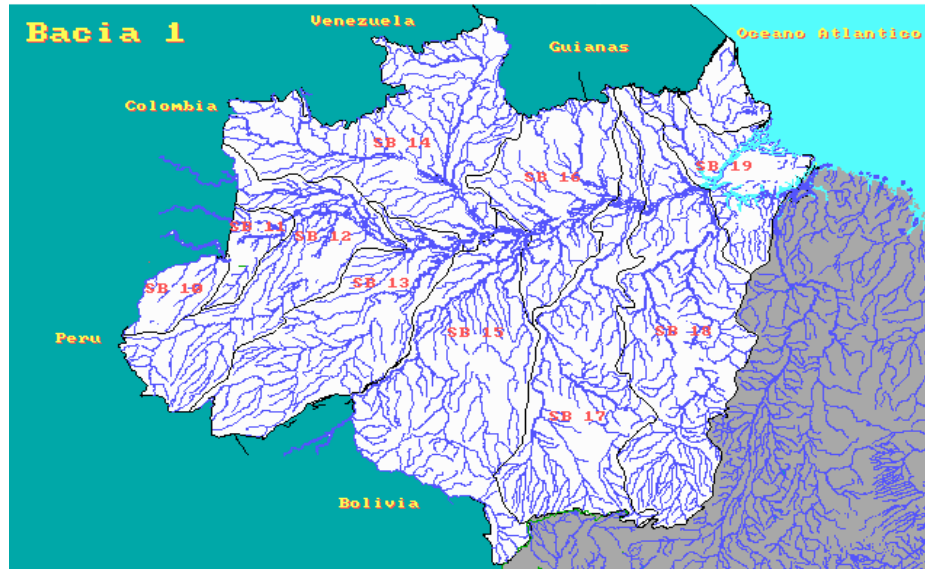 Venezuela
Bacia 1
Oceano Atlantico
Guianas
Colombia
SB 14
SB 19
SB 16
SB 11
SB 12
SB 13
SB 10
Peru
SB 15
SB 18
SB 17
Bolivia